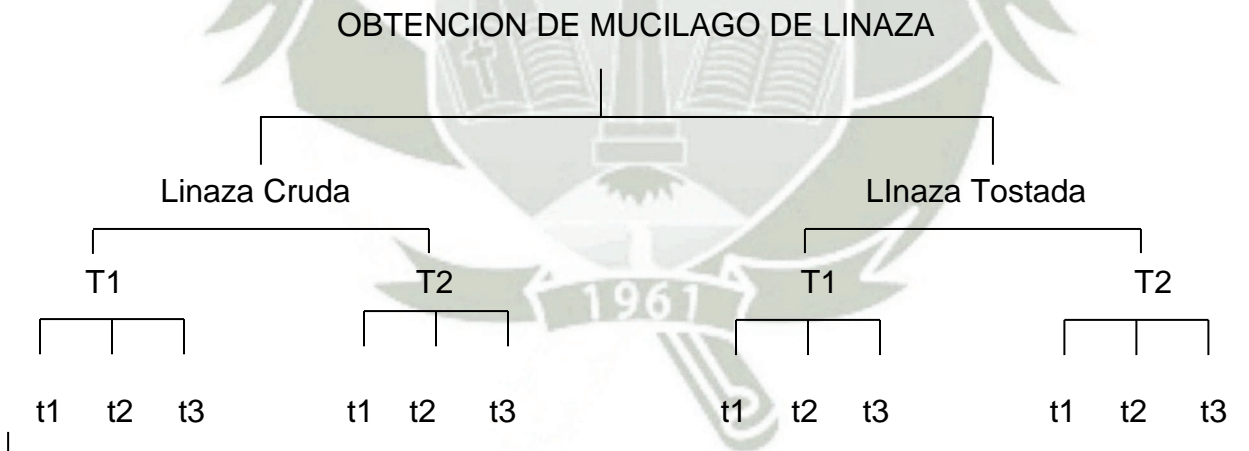 OBTENCION DE MUCILAGO DE LINAZA
Linaza Cruda LInaza Tostada
T1 T2 T1 T2
1961
t1 t2 t3 t1 t2 t3 t1 t2 t3 t1 t2 t3